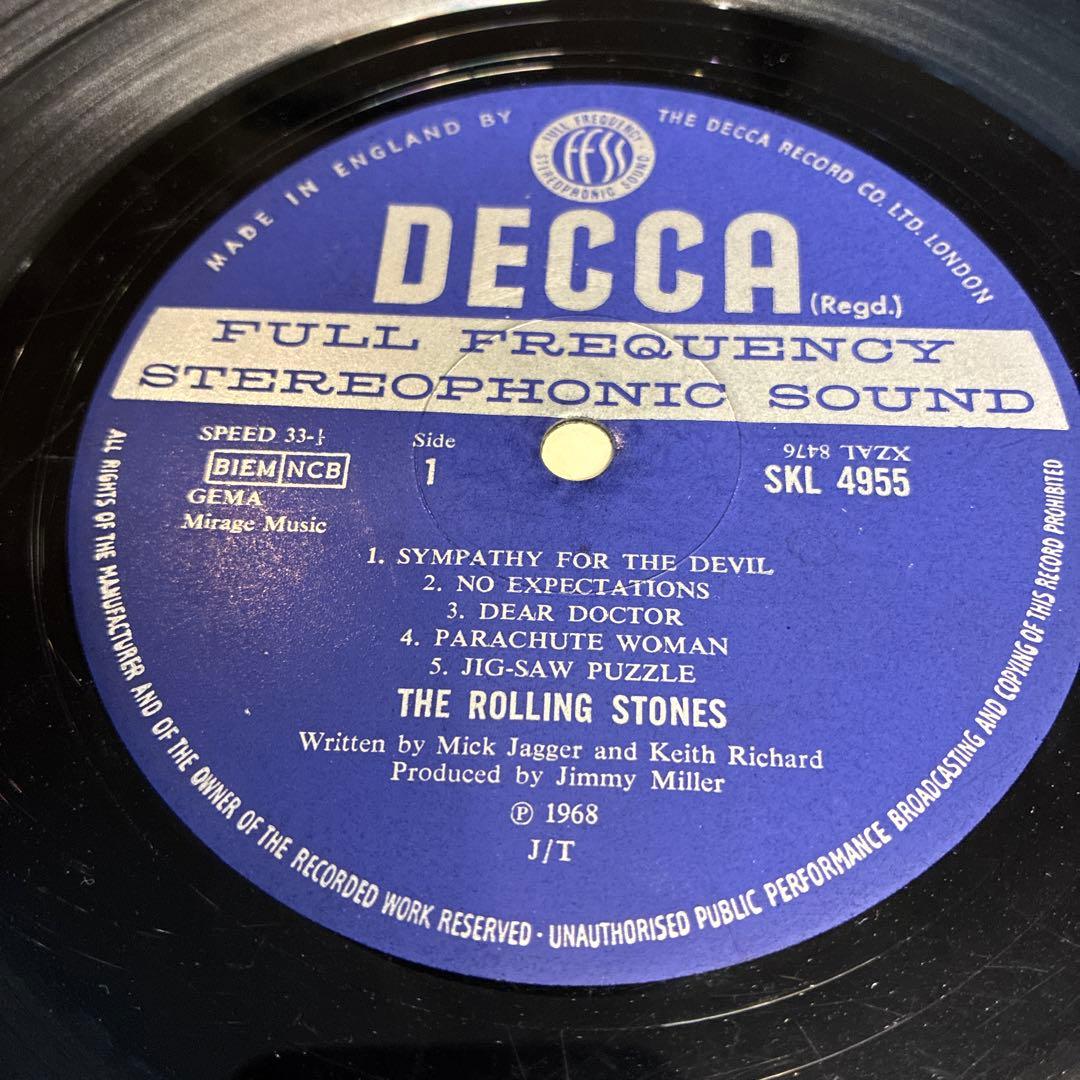 MADE IN ENGLAND BY
THE DECCA RECORD CO. LTD. LONDON
FULL FREQUENCY
ffss
STEREOPHONIC SOUND
DECCA
(Regd.)
FULL FREQUENCY
STEREOPHONIC SOUND
SPEED 33-⅓
BIEM NCB
GEMA
Mirage Music
Side
1
XZAL 8476
SKL 4955
1. SYMPATHY FOR THE DEVIL
2. NO EXPECTATIONS
3. DEAR DOCTOR
4. PARACHUTE WOMAN
5. JIG-SAW PUZZLE
THE ROLLING STONES
Written by Mick Jagger and Keith Richard
Produced by Jimmy Miller
℗ 1968
J/T
ALL RIGHTS OF THE MANUFACTURER AND OF THE OWNER OF THE RECORDED WORK RESERVED · UNAUTHORISED PUBLIC PERFORMANCE BROADCASTING AND COPYING OF THIS RECORD PROHIBITED